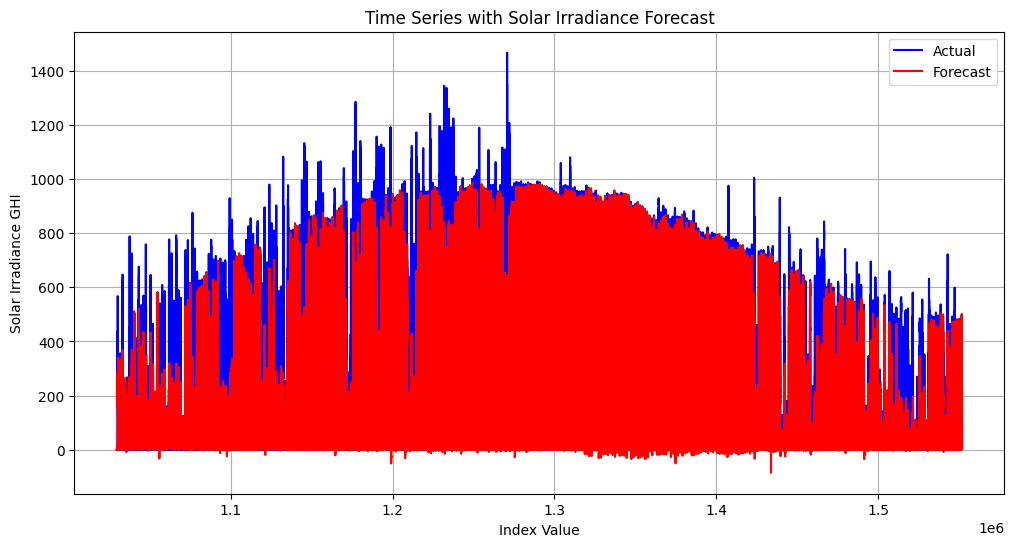 Time Series with Solar Irradiance Forecast
Actual
Forecast
Solar Irradiance GHI
1400
1200
1000
800
600
400
200
0
1.1
1.2
1.3
1.4
1.5
1e6
Index Value